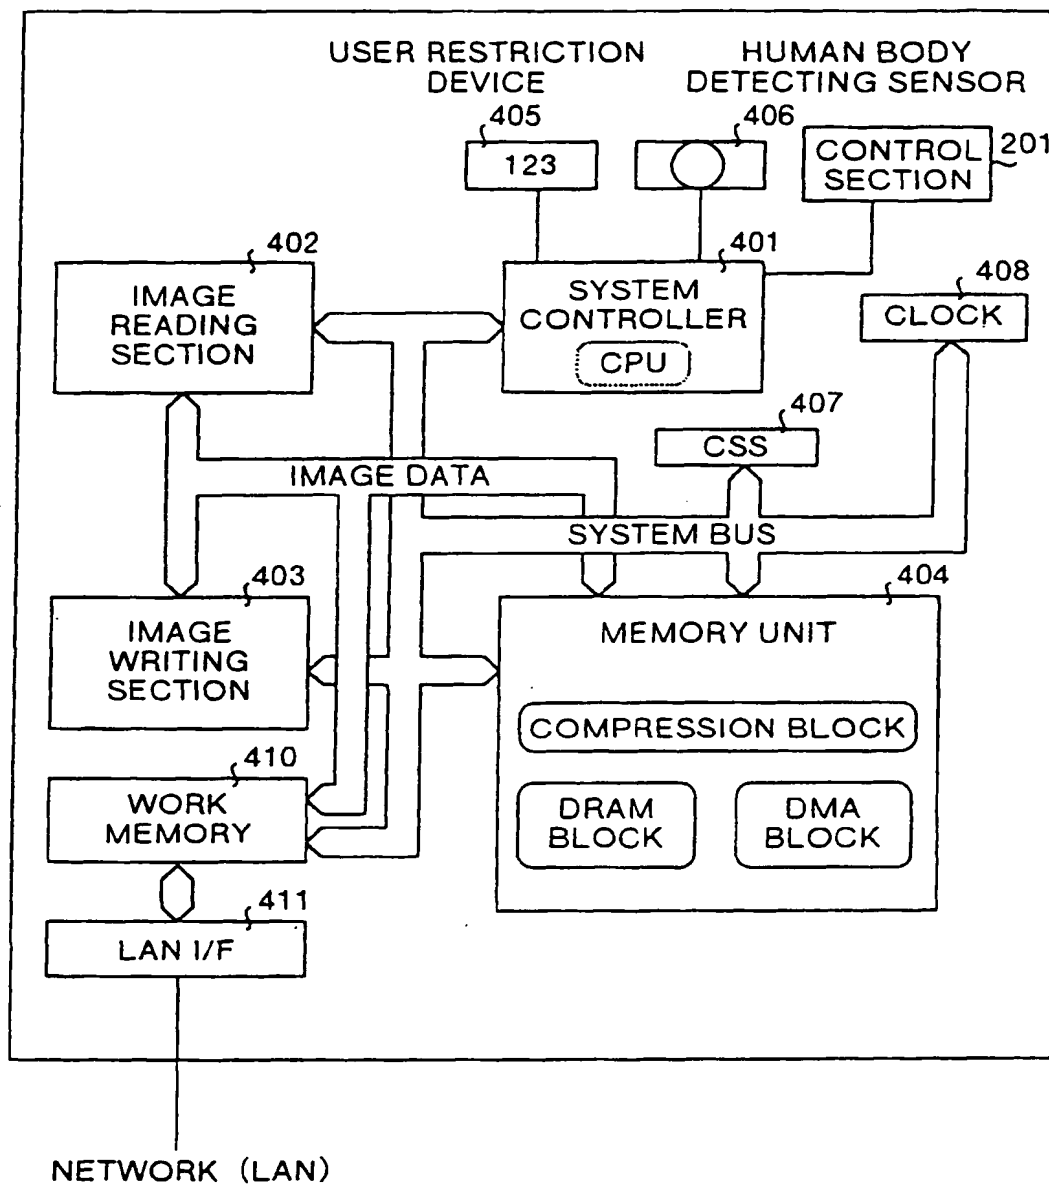 USER RESTRICTION
DEVICE
HUMAN BODY
DETECTING SENSOR
405
406
123
CONTROL
SECTION
201
402
401
IMAGE
READING
SECTION
SYSTEM
CONTROLLER
CPU
408
CLOCK
407
CSS
IMAGE DATA
SYSTEM BUS
403
404
IMAGE
WRITING
SECTION
MEMORY UNIT
COMPRESSION BLOCK
410
WORK
MEMORY
DRAM
BLOCK
DMA
BLOCK
411
LAN I/F
NETWORK (LAN)